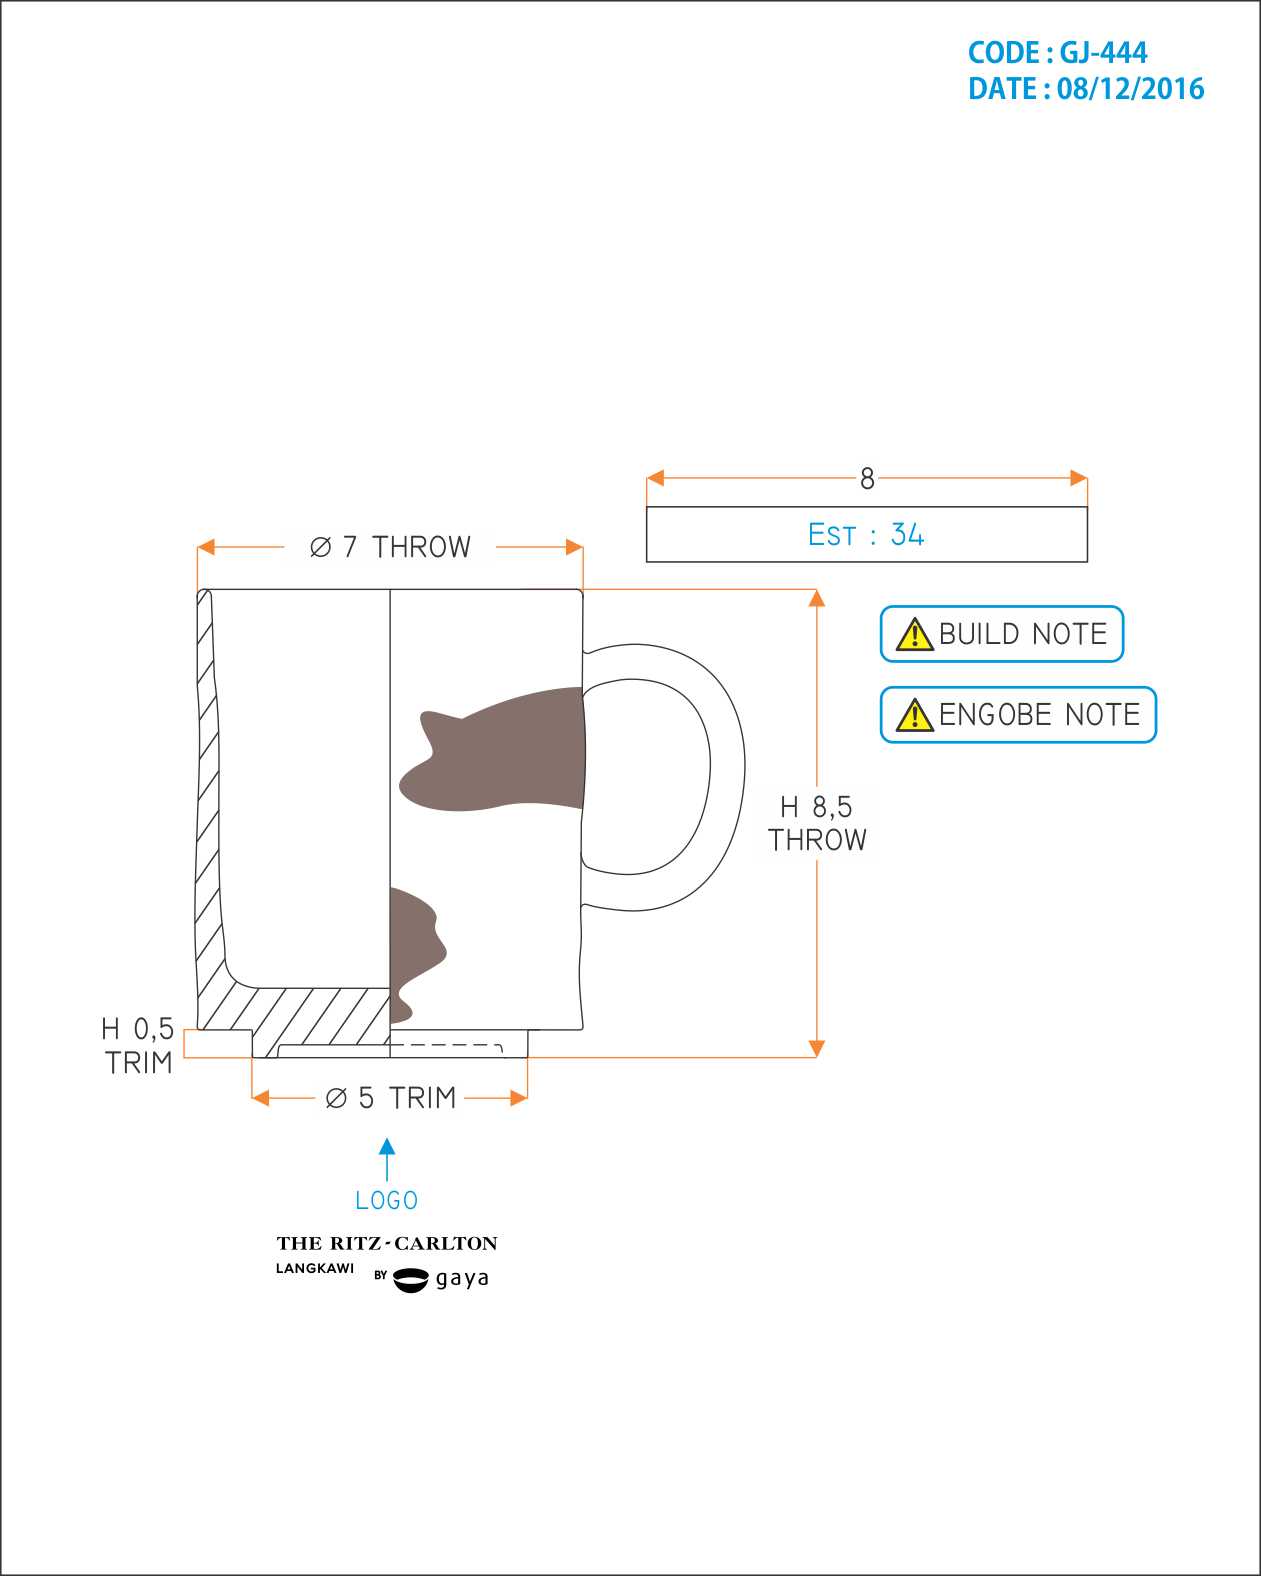 CODE : GJ-444
DATE : 08/12/2016
8
EST : 34
Ø 7 THROW
BUILD NOTE
ENGOBE NOTE
H 8,5
THROW
H 0,5
TRIM
Ø 5 TRIM
LOGO
THE RITZ-CARLTON
LANGKAWI
BY gaya